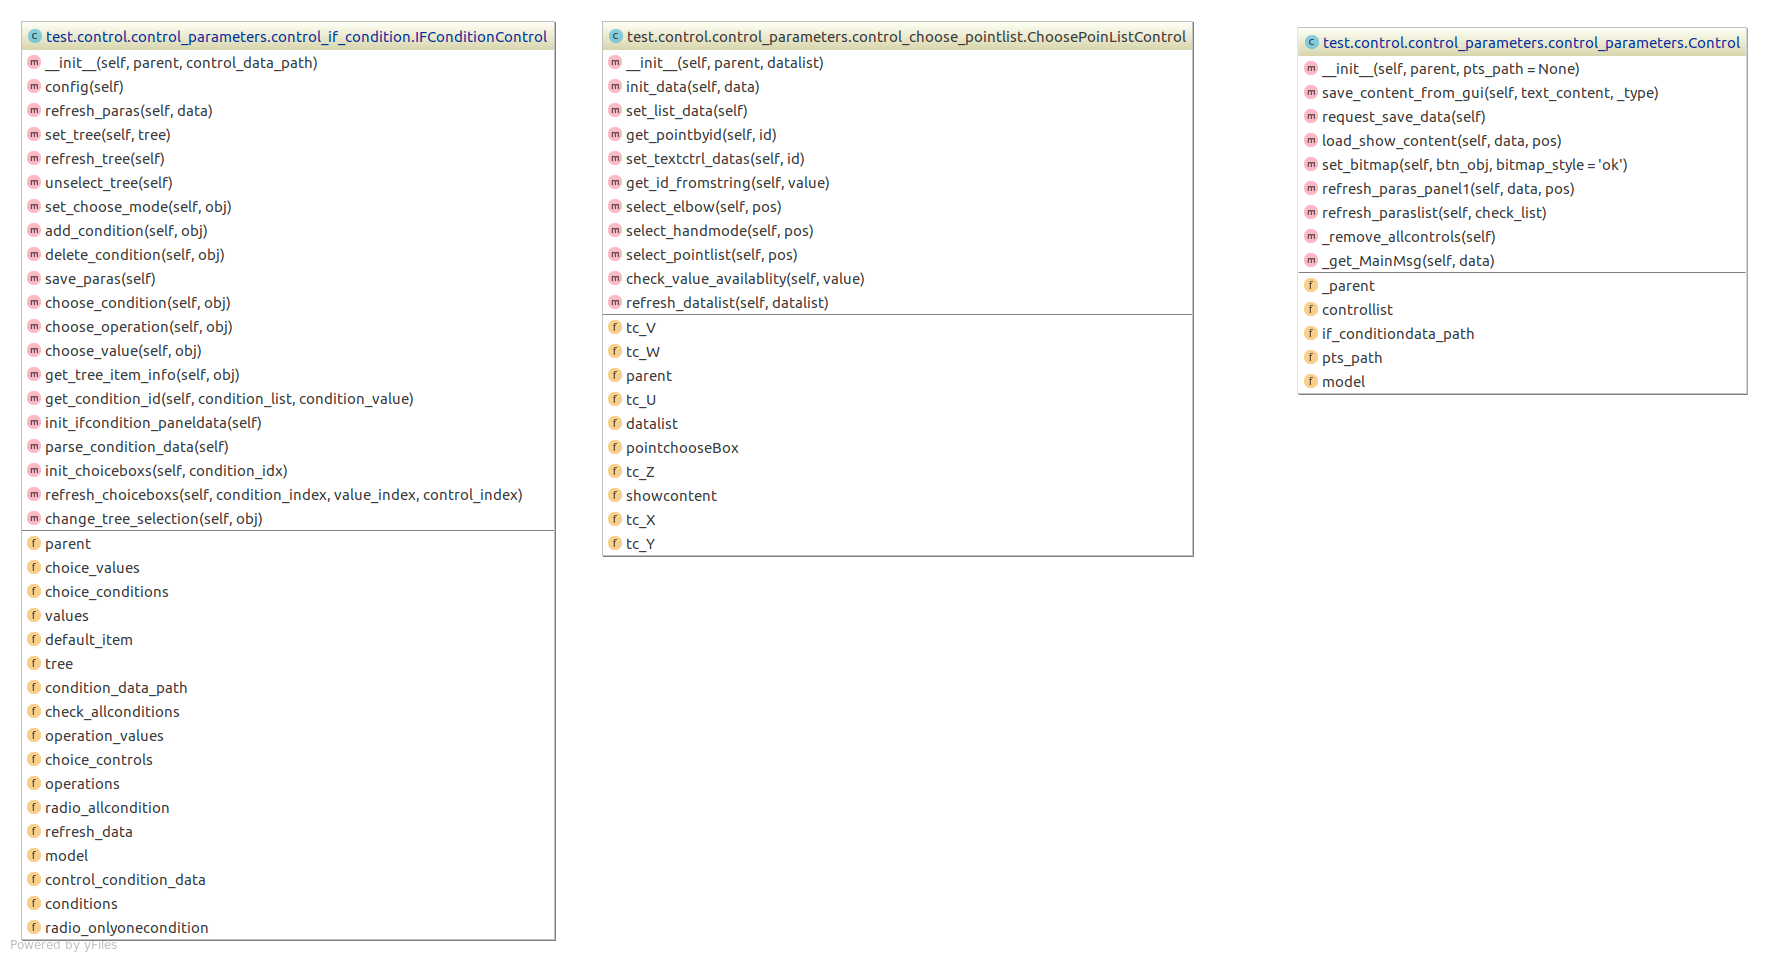 test.control.control_parameters.control_if_condition.IFConditionControl
__init__(self, parent, control_data_path)
config(self)
refresh_paras(self, data)
set_tree(self, tree)
refresh_tree(self)
unselect_tree(self)
set_choose_mode(self, obj)
add_condition(self, obj)
delete_condition(self, obj)
save_paras(self)
choose_condition(self, obj)
choose_operation(self, obj)
choose_value(self, obj)
get_tree_item_info(self, obj)
get_condition_id(self, condition_list, condition_value)
init_ifcondition_paneldata(self)
parse_condition_data(self)
init_choiceboxs(self, condition_idx)
refresh_choiceboxs(self, condition_index, value_index, control_index)
change_tree_selection(self, obj)
parent
choice_values
choice_conditions
values
default_item
tree
condition_data_path
check_allconditions
operation_values
choice_controls
operations
radio_allcondition
refresh_data
model
control_condition_data
conditions
radio_onlyonecondition
Powered by yFiles
test.control.control_parameters.control_choose_pointlist.ChoosePoinListControl
__init__(self, parent, datalist)
init_data(self, data)
set_list_data(self)
get_pointbyid(self, id)
set_textctrl_datas(self, id)
get_id_fromstring(self, value)
select_elbow(self, pos)
select_handmode(self, pos)
select_pointlist(self, pos)
check_value_availablity(self, value)
refresh_datalist(self, datalist)
tc_V
tc_W
parent
tc_U
datalist
pointchooseBox
tc_Z
showcontent
tc_X
tc_Y
test.control.control_parameters.control_parameters.Control
__init__(self, parent, pts_path = None)
save_content_from_gui(self, text_content, _type)
request_save_data(self)
load_show_content(self, data, pos)
set_bitmap(self, btn_obj, bitmap_style = 'ok')
refresh_paras_panel1(self, data, pos)
refresh_paraslist(self, check_list)
_remove_allcontrols(self)
_get_MainMsg(self, data)
_parent
controllist
if_conditiondata_path
pts_path
model